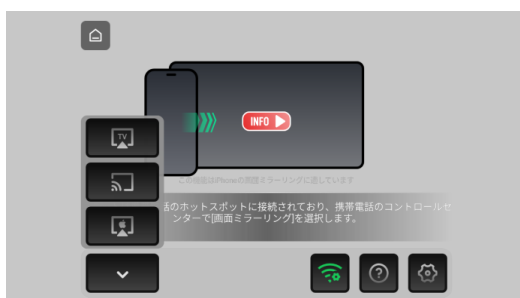 INFO
この機能はiPhoneの画面ミラーリングに適しています
話のホットスポットに接続されており、携帯電話のコントロールセ
ンターで[画面ミラーリング]を選択します。
TV